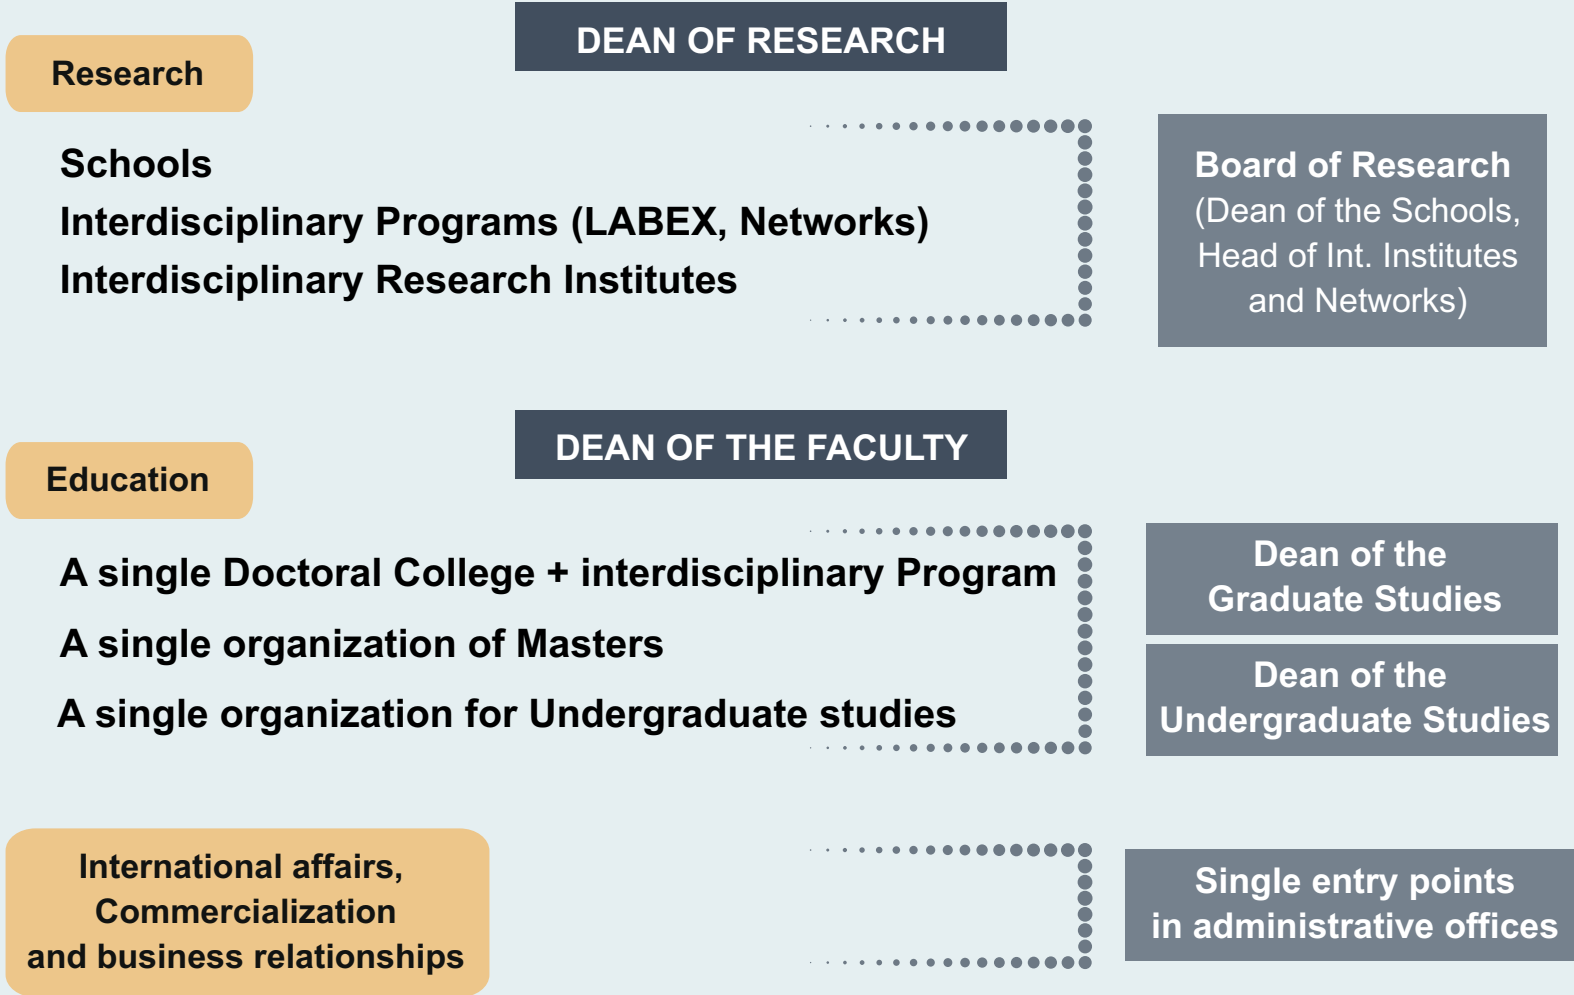 DEAN OF RESEARCH
Research
Schools
Interdisciplinary Programs (LABEX, Networks)
Interdisciplinary Research Institutes
Board of Research
(Dean of the Schools,
Head of Int. Institutes
and Networks)
DEAN OF THE FACULTY
Education
A single Doctoral College + interdisciplinary Program
A single organization of Masters
A single organization for Undergraduate studies
Dean of the
Graduate Studies
Dean of the
Undergraduate Studies
International affairs,
Commercialization
and business relationships
Single entry points
in administrative offices